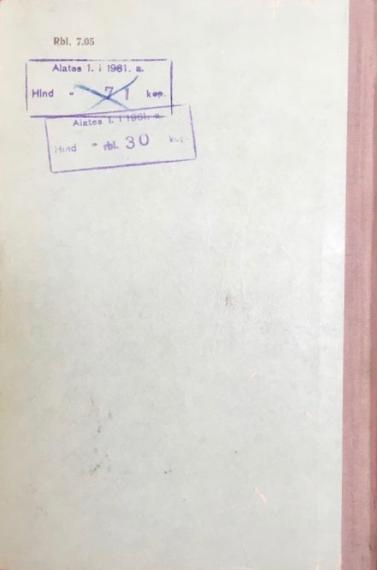 Rbl. 7.05
Alates 1. I 1961. a.
Hind - 71 kop.
Alates 1. I 1961. a.
Hind - rbl. 30 kop.